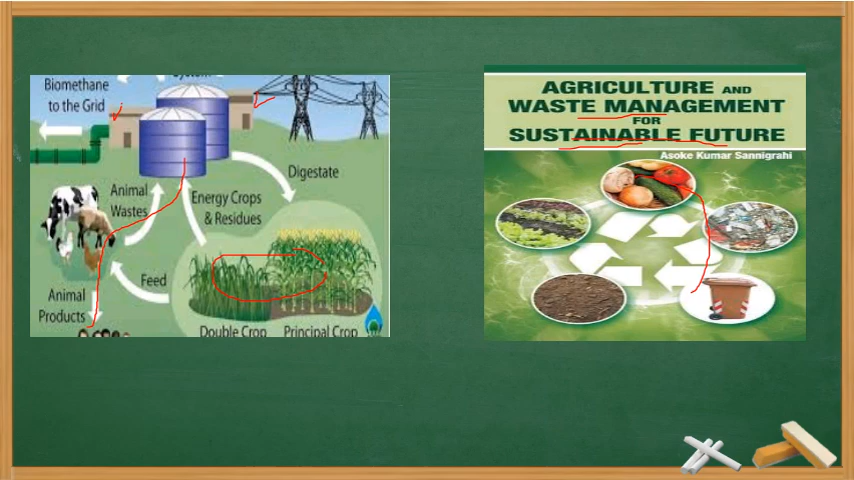 System
Biomethane
to the Grid
Digestate
Animal
Wastes
Energy Crops
& Residues
Feed
Animal
Products
Double Crop
Principal Crop
AGRICULTURE AND
WASTE MANAGEMENT
FOR
SUSTAINABLE FUTURE
Asoke Kumar Sannigrahi